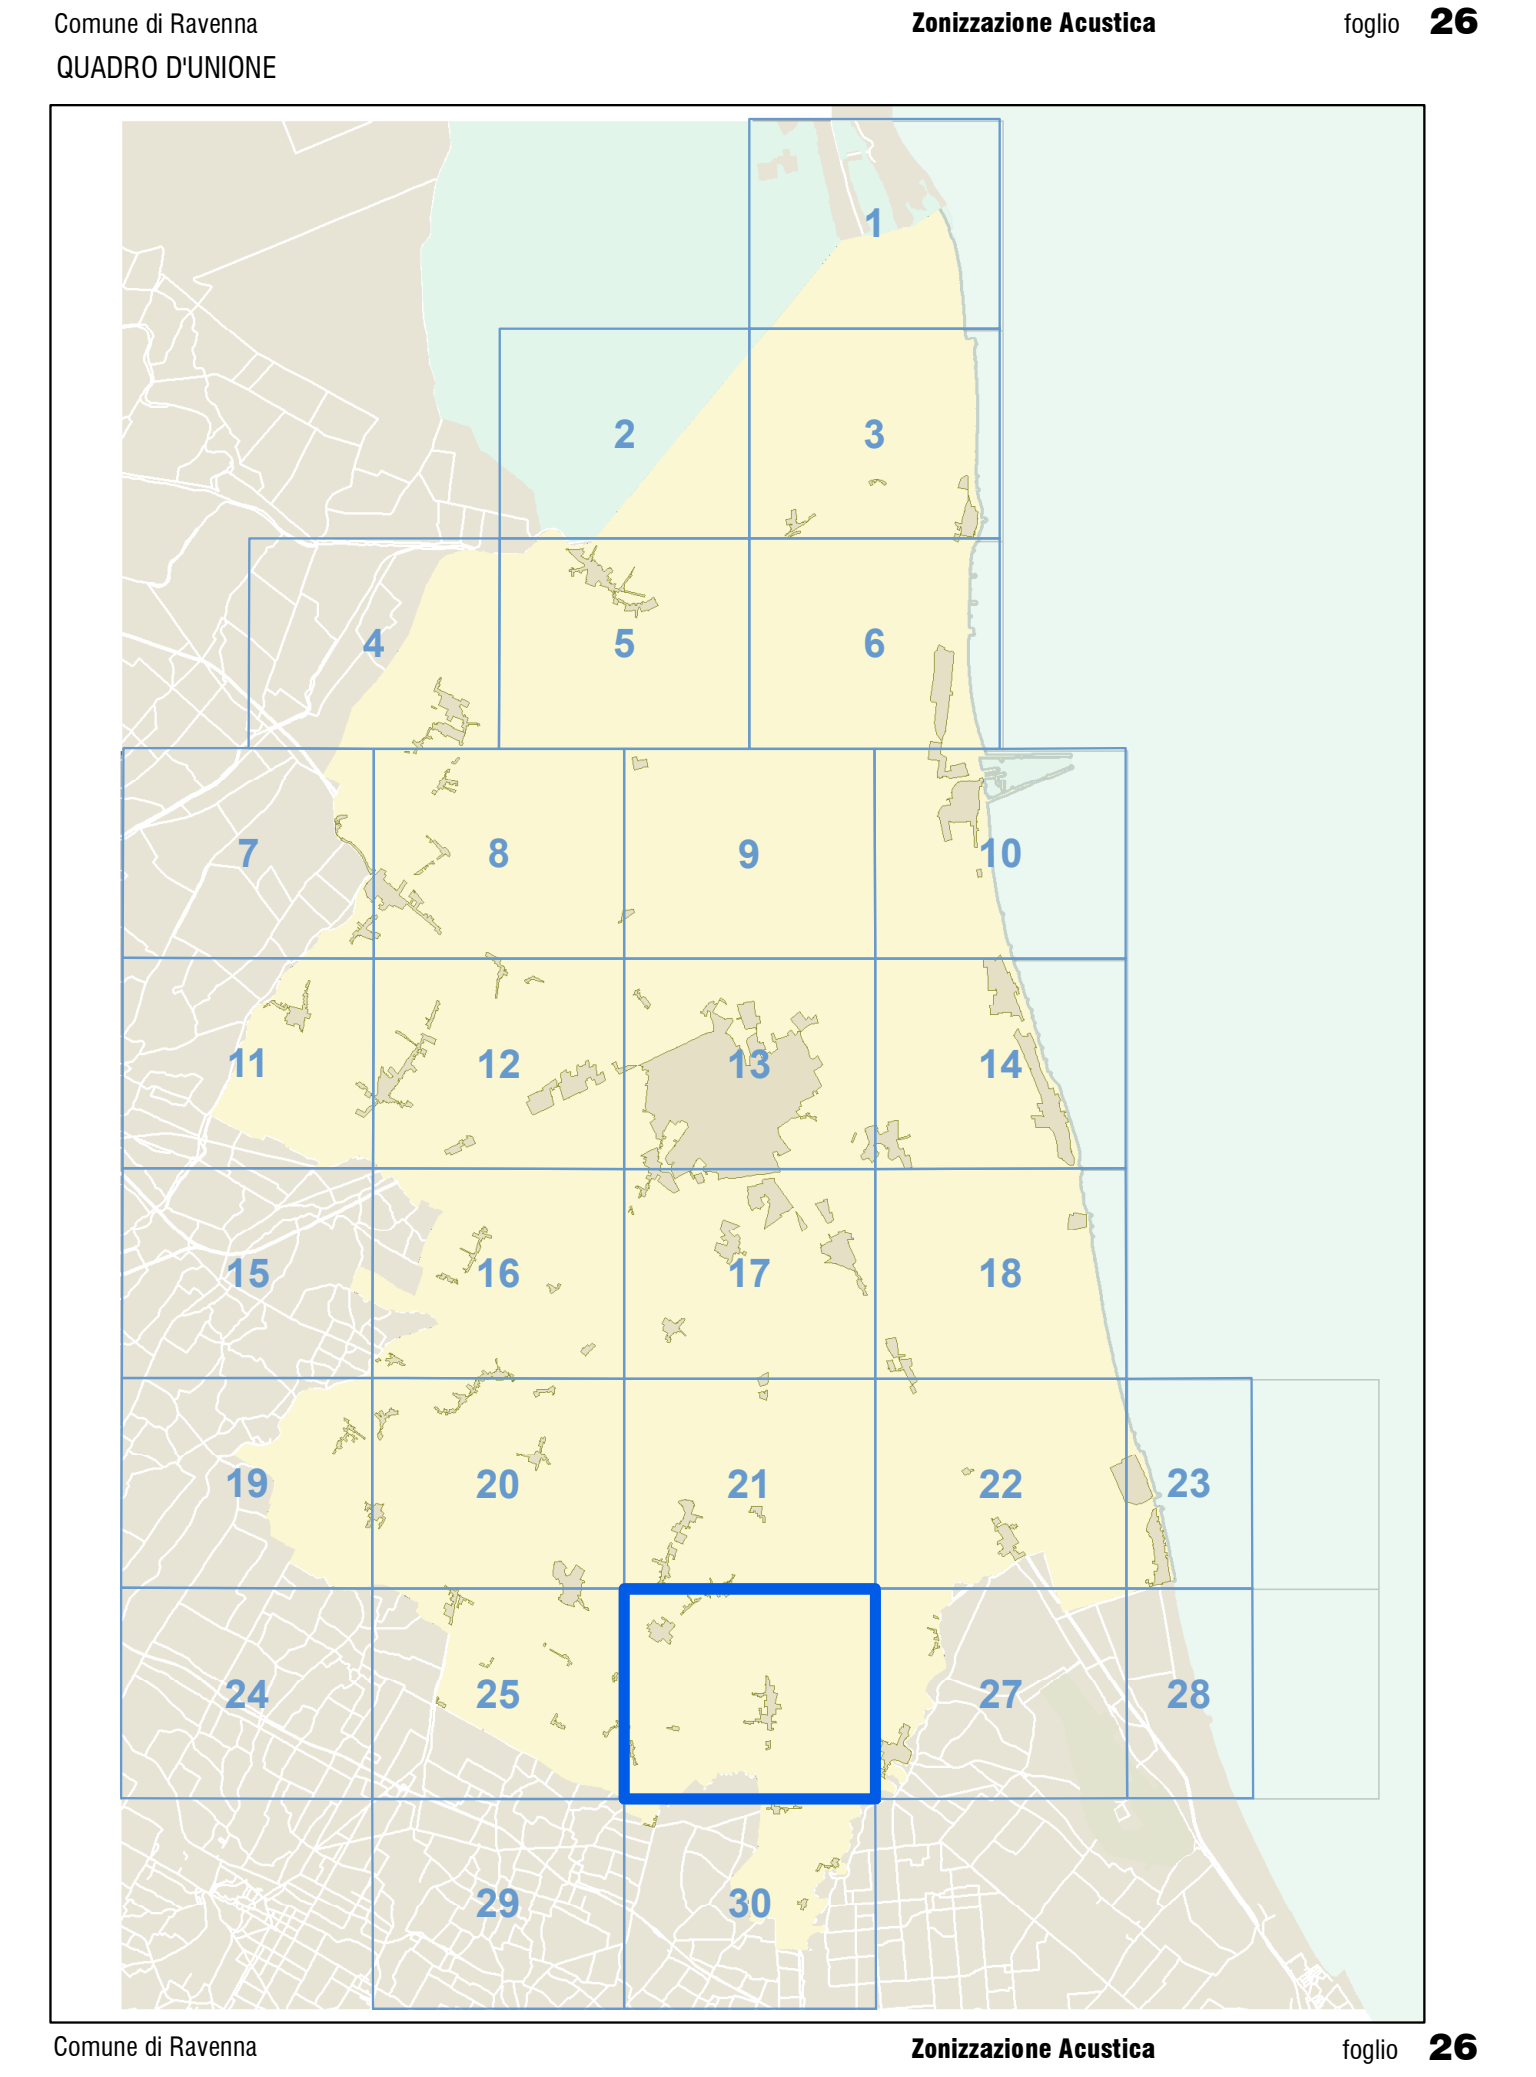 Comune di Ravenna Zonizzazione Acustica foglio 26
QUADRO D'UNIONE
1
2 3
4 5 6
7 8 9 10
11 12 13 14
15 16 17 18
19 20 21 22 23
24 25 27 28
29 30
Comune di Ravenna Zonizzazione Acustica foglio 26